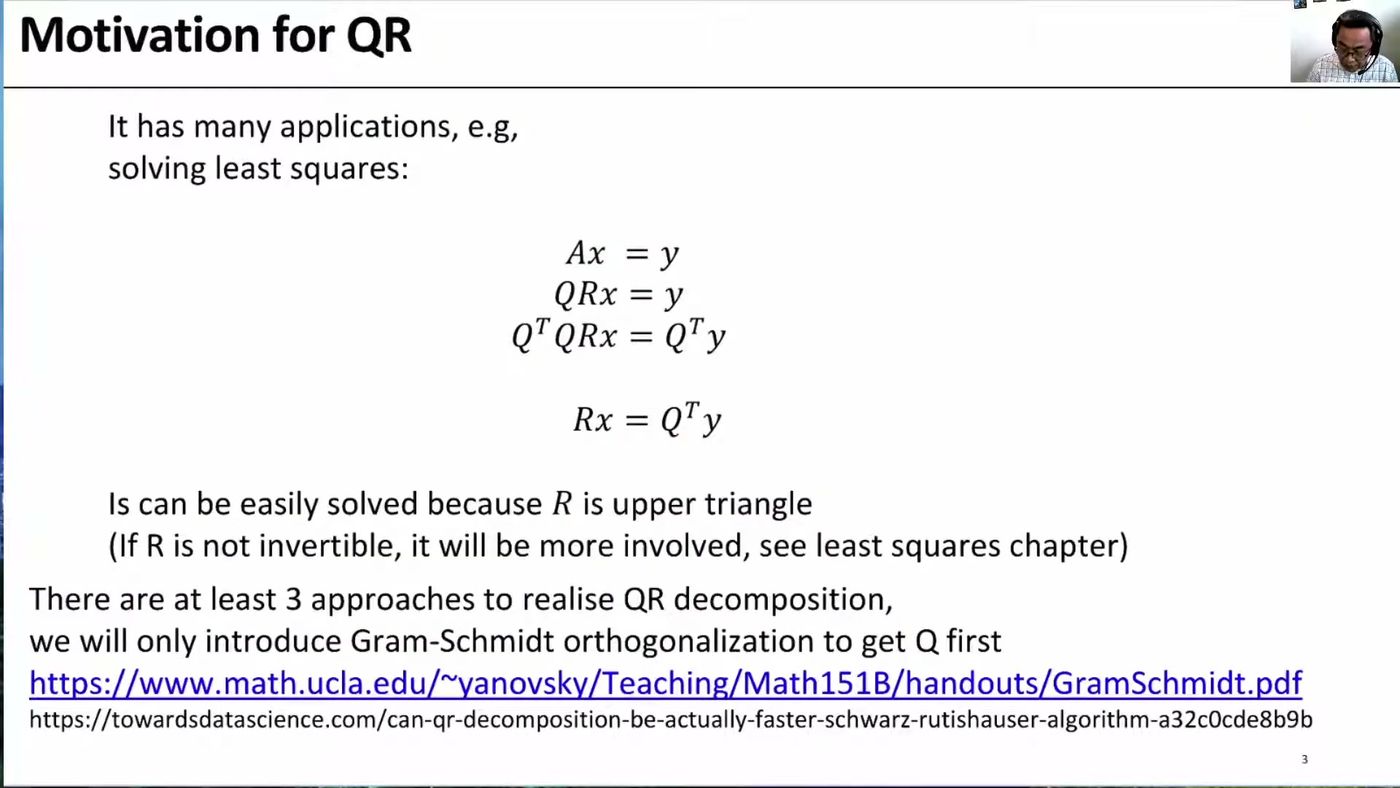 Motivation for QR
It has many applications, e.g,
solving least squares:
𝐴𝑥 = 𝑦
𝑄𝑅𝑥 = 𝑦
𝑄ᵀ𝑄𝑅𝑥 = 𝑄ᵀ𝑦
𝑅𝑥 = 𝑄ᵀ𝑦
Is can be easily solved because 𝑅 is upper triangle
(If R is not invertible, it will be more involved, see least squares chapter)
There are at least 3 approaches to realise QR decomposition,
we will only introduce Gram-Schmidt orthogonalization to get Q first
https://www.math.ucla.edu/~yanovsky/Teaching/Math151B/handouts/GramSchmidt.pdf
https://towardsdatascience.com/can-qr-decomposition-be-actually-faster-schwarz-rutishauser-algorithm-a32c0cde8b9b
3